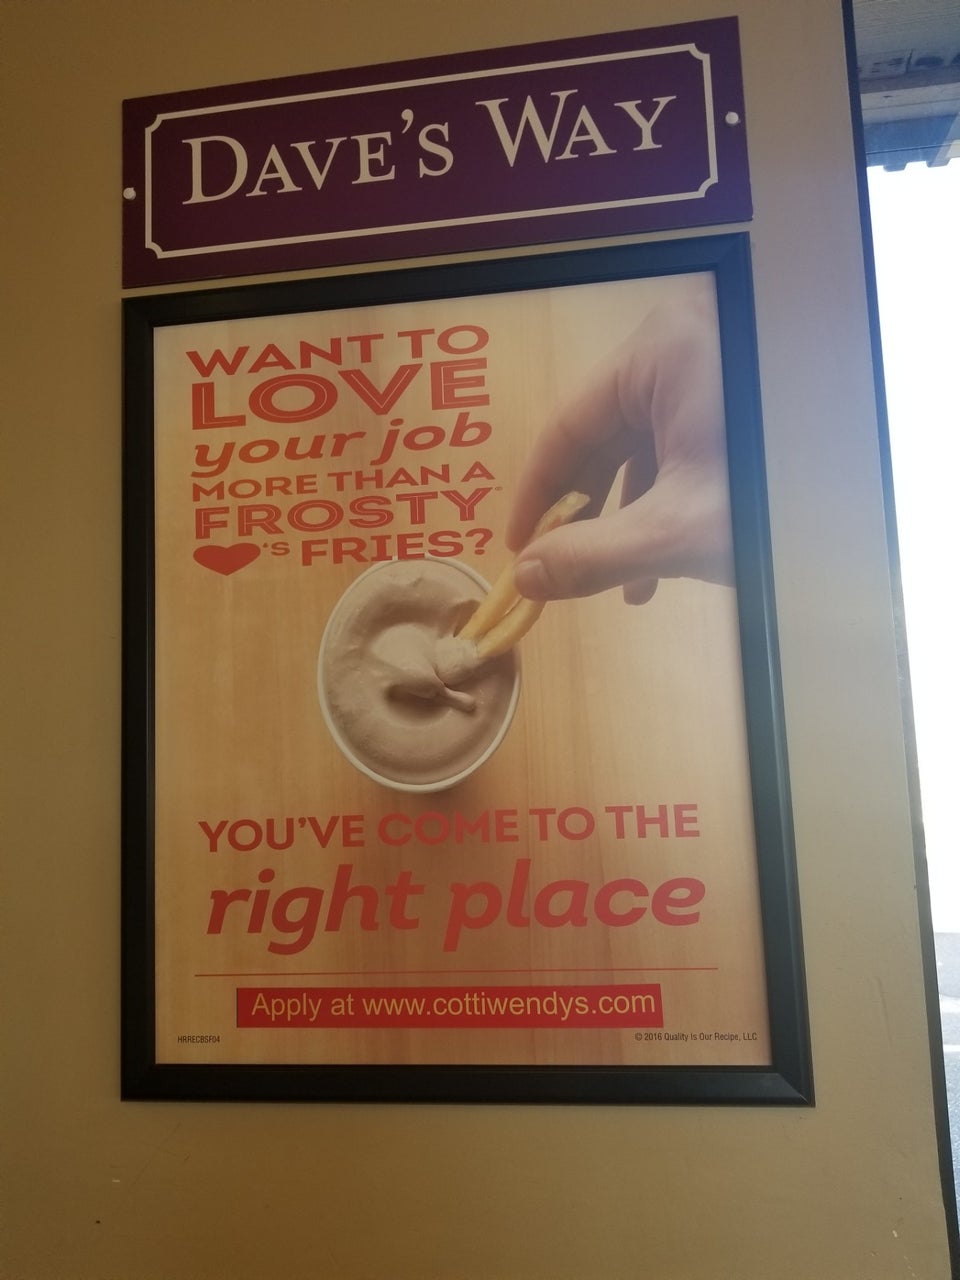 DAVE'S WAY
WANT TO
LOVE
your job
MORE THAN A
FROSTY®
♥'S FRIES?
YOU'VE COME TO THE
right place
Apply at www.cottiwendys.com
HRRECBSF04
© 2016 Quality Is Our Recipe, LLC